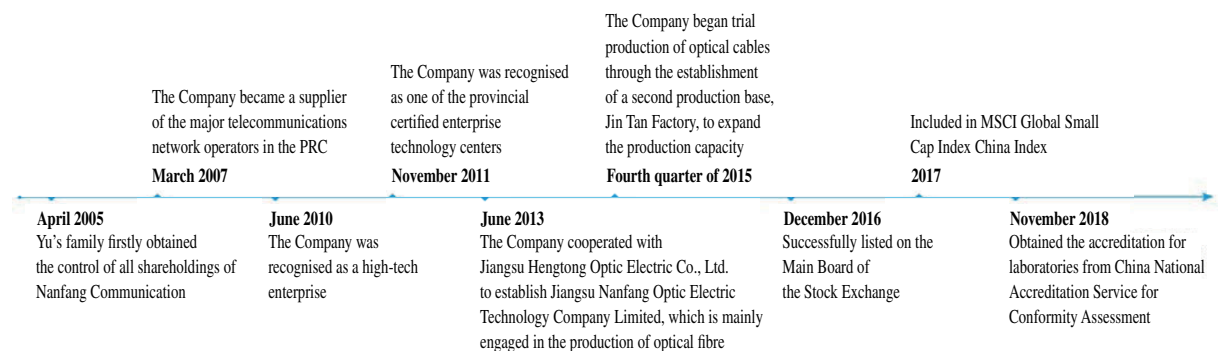 The Company began trial
production of optical cables
through the establishment
of a second production base,
Jin Tan Factory, to expand
the production capacity
Fourth quarter of 2015
The Company was recognised
as one of the provincial
certified enterprise
technology centers
November 2011
The Company became a supplier
of the major telecommunications
network operators in the PRC
March 2007
Included in MSCI Global Small
Cap Index China Index
2017
April 2005
Yu's family firstly obtained
the control of all shareholdings of
Nanfang Communication
June 2010
The Company was
recognised as a high-tech
enterprise
June 2013
The Company cooperated with
Jiangsu Hengtong Optic Electric Co., Ltd.
to establish Jiangsu Nanfang Optic Electric
Technology Company Limited, which is mainly
engaged in the production of optical fibre
December 2016
Successfully listed on the
Main Board of
the Stock Exchange
November 2018
Obtained the accreditation for
laboratories from China National
Accreditation Service for
Conformity Assessment